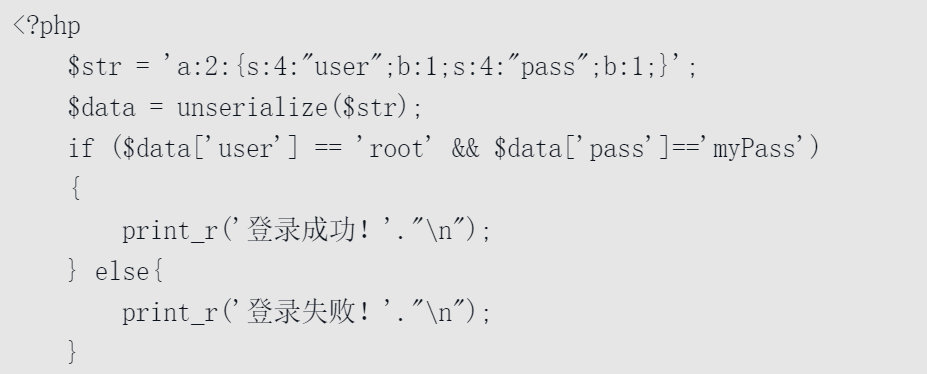 <?php
$str = 'a:2:{s:4:"user";b:1;s:4:"pass";b:1;}';
$data = unserialize($str);
if ($data['user'] == 'root' && $data['pass']=='myPass')
{
print_r('登录成功！'."\n");
} else{
print_r('登录失败！'."\n");
}